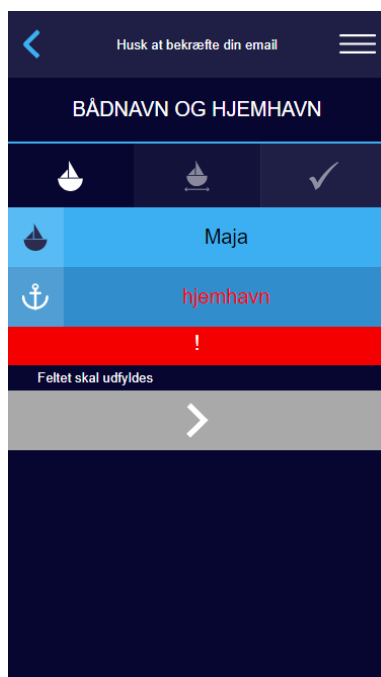 Husk at bekræfte din email
BÅDNAVN OG HJEMHAVN
Maja
hjemhavn
!
Feltet skal udfyldes